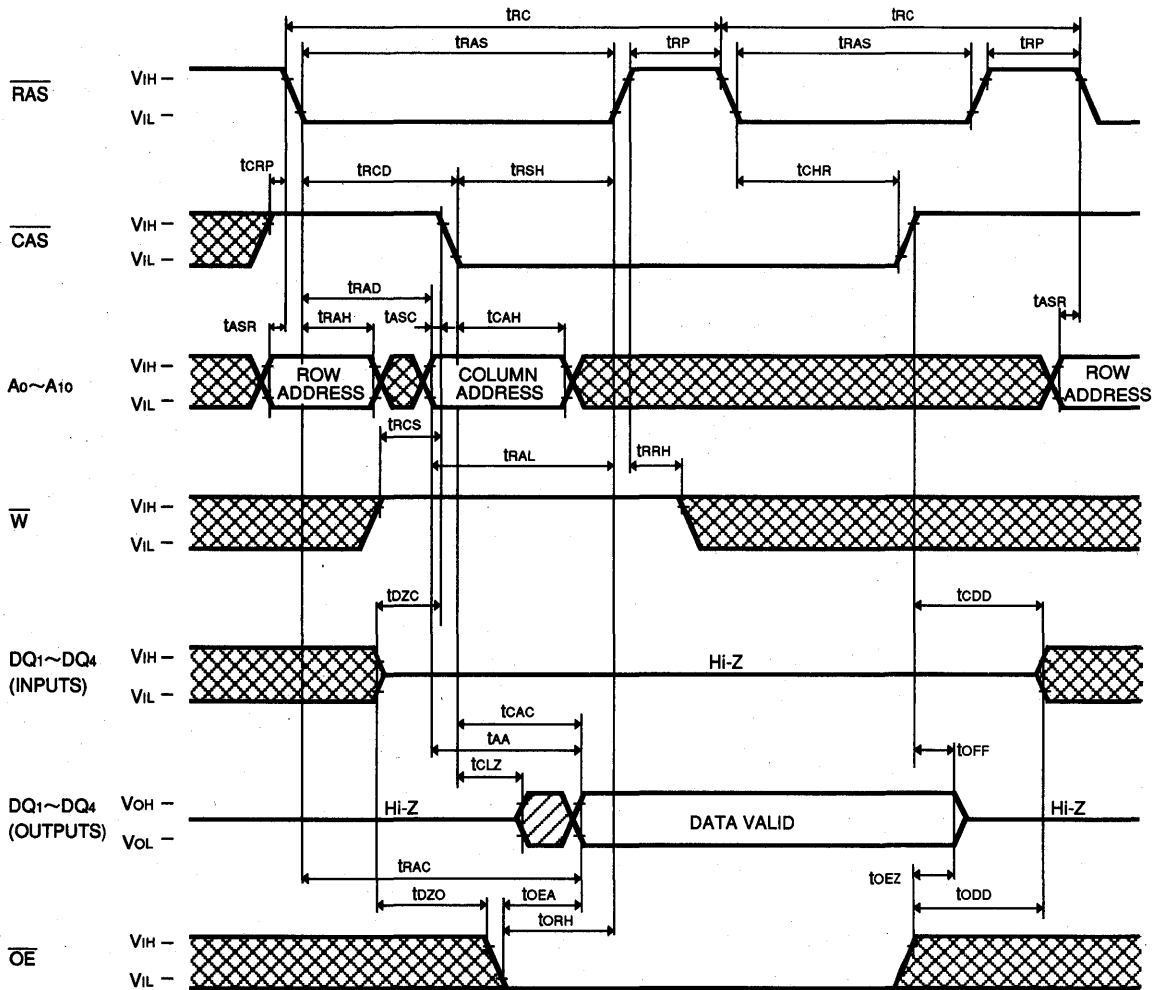 tRC tRC
tRAS tRP tRAS tRP
RAS VIH
VIL
tCRP tRCD tRSH tCHR
CAS VIH
VIL
tRAD
tASR tRAH tASC tCAH tASR
A0~A10 VIH
VIL
ROW ADDRESS
COLUMN ADDRESS
ROW ADDRESS
tRCS
tRAL tRRH
W VIH
VIL
tDZC tCDD
DQ1~DQ4 (INPUTS) VIH
VIL
Hi-Z
tCAC
tAA tOFF
tCLZ
DQ1~DQ4 (OUTPUTS) VOH
VOL
Hi-Z DATA VALID Hi-Z
tRAC tOEZ
tDZO tOEA tODD
tORH
OE VIH
VIL